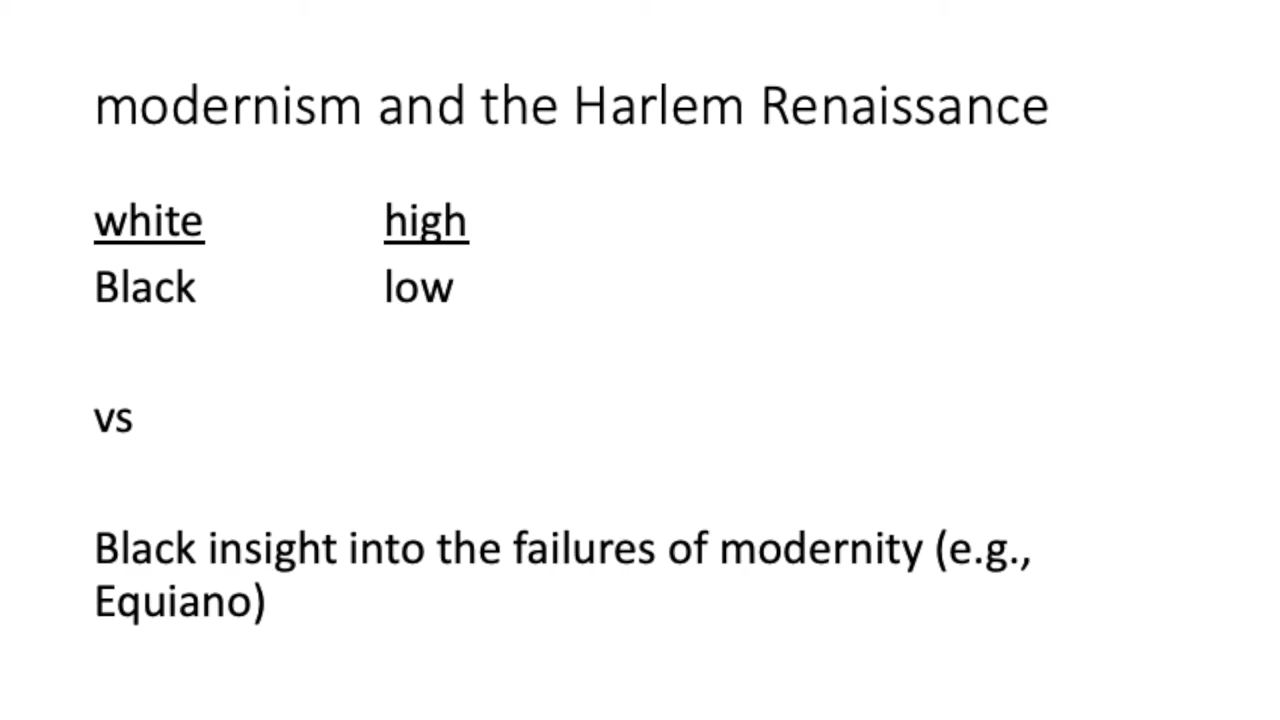 modernism and the Harlem Renaissance
white high
Black low
vs
Black insight into the failures of modernity (e.g.,
Equiano)